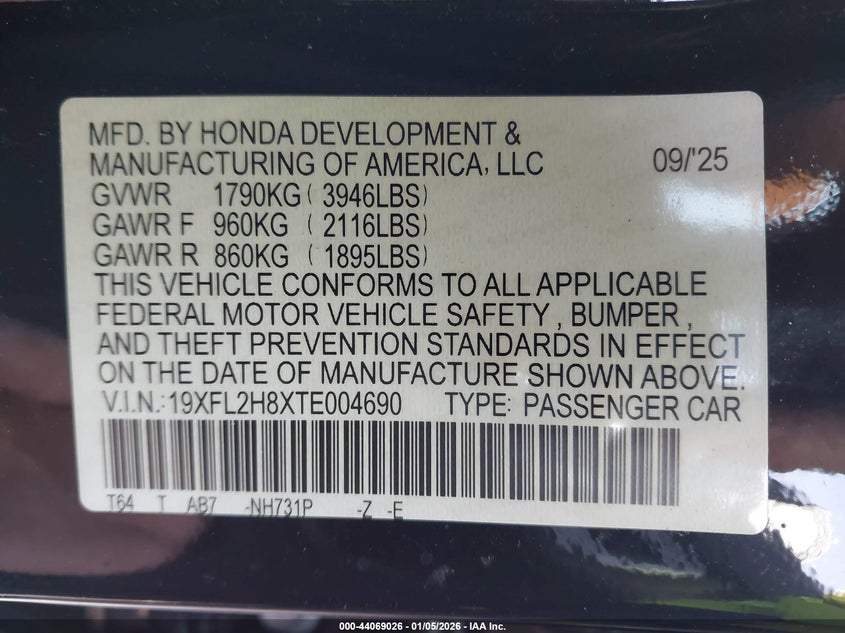 MFD. BY HONDA DEVELOPMENT &
MANUFACTURING OF AMERICA, LLC 09/'25
GVWR 1790KG ( 3946LBS)
GAWR F 960KG ( 2116LBS)
GAWR R 860KG ( 1895LBS)
THIS VEHICLE CONFORMS TO ALL APPLICABLE
FEDERAL MOTOR VEHICLE SAFETY , BUMPER ,
AND THEFT PREVENTION STANDARDS IN EFFECT
ON THE DATE OF MANUFACTURE SHOWN ABOVE.
V.I.N.:19XFL2H8XTE004690 TYPE: PASSENGER CAR
T64 T AB7 -NH731P -Z -E
000-44069026 - 01/05/2026 - IAA Inc.